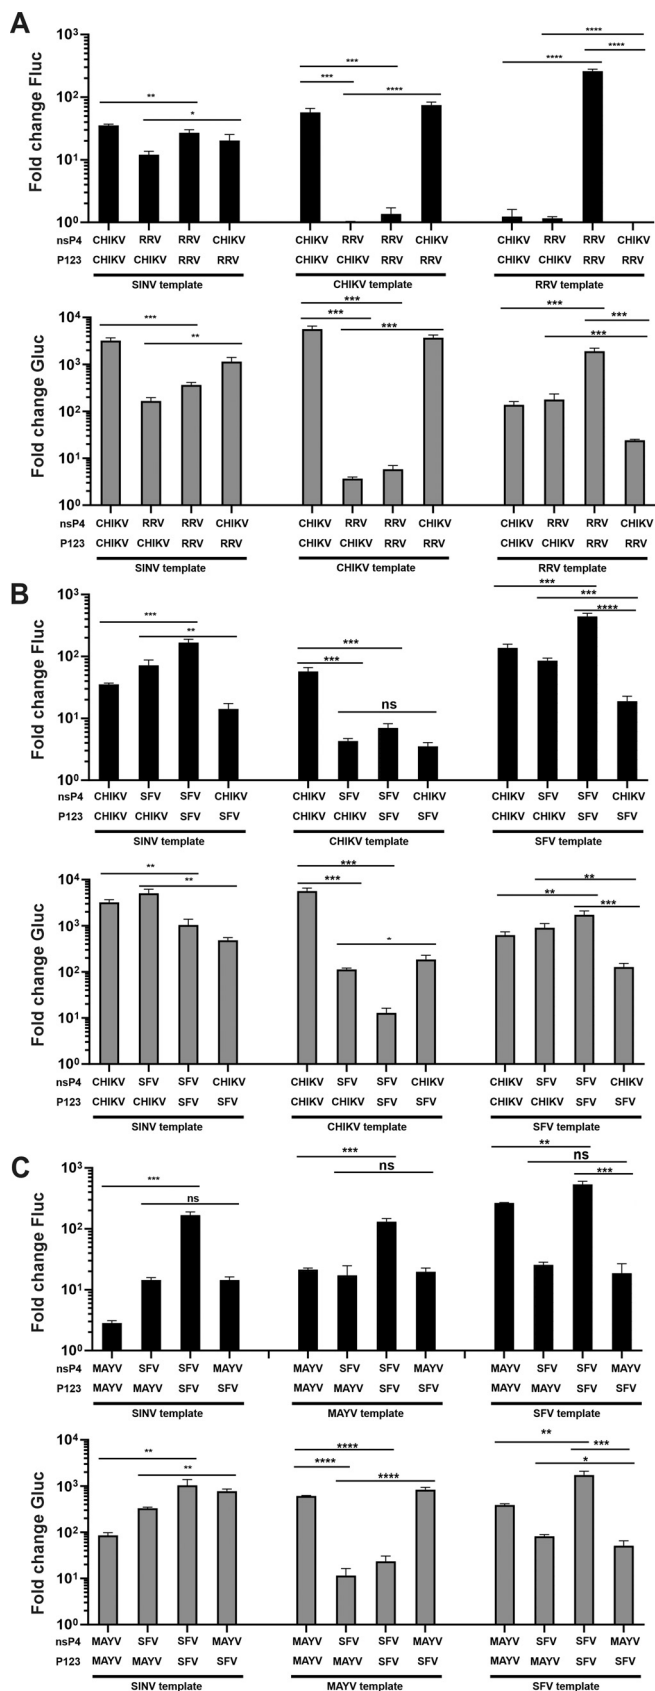 A
Fold change Fluc
10³
10²
10¹
10⁰
** * *** *** **** **** **** ****
nsP4 CHIKV RRV RRV CHIKV CHIKV RRV RRV CHIKV CHIKV RRV RRV CHIKV
P123 CHIKV CHIKV RRV RRV CHIKV CHIKV RRV RRV CHIKV CHIKV RRV RRV
SINV template CHIKV template RRV template
Fold change Gluc
10⁴
10³
10²
10¹
10⁰
*** ** *** *** *** *** *** ***
nsP4 CHIKV RRV RRV CHIKV CHIKV RRV RRV CHIKV CHIKV RRV RRV CHIKV
P123 CHIKV CHIKV RRV RRV CHIKV CHIKV RRV RRV CHIKV CHIKV RRV RRV
SINV template CHIKV template RRV template
B
Fold change Fluc
10³
10²
10¹
10⁰
*** ** *** *** ns *** *** ****
nsP4 CHIKV SFV SFV CHIKV CHIKV SFV SFV CHIKV CHIKV SFV SFV CHIKV
P123 CHIKV CHIKV SFV SFV CHIKV CHIKV SFV SFV CHIKV CHIKV SFV SFV
SINV template CHIKV template SFV template
Fold change Gluc
10⁴
10³
10²
10¹
10⁰
** ** *** *** * ** ** ***
nsP4 CHIKV SFV SFV CHIKV CHIKV SFV SFV CHIKV CHIKV SFV SFV CHIKV
P123 CHIKV CHIKV SFV SFV CHIKV CHIKV SFV SFV CHIKV CHIKV SFV SFV
SINV template CHIKV template SFV template
C
Fold change Fluc
10³
10²
10¹
10⁰
*** ns *** ns ** ns ***
nsP4 MAYV SFV SFV MAYV MAYV SFV SFV MAYV MAYV SFV SFV MAYV
P123 MAYV MAYV SFV SFV MAYV MAYV SFV SFV MAYV MAYV SFV SFV
SINV template MAYV template SFV template
Fold change Gluc
10⁴
10³
10²
10¹
10⁰
** ** **** **** **** ** *** *
nsP4 MAYV SFV SFV MAYV MAYV SFV SFV MAYV MAYV SFV SFV MAYV
P123 MAYV MAYV SFV SFV MAYV MAYV SFV SFV MAYV MAYV SFV SFV
SINV template MAYV template SFV template